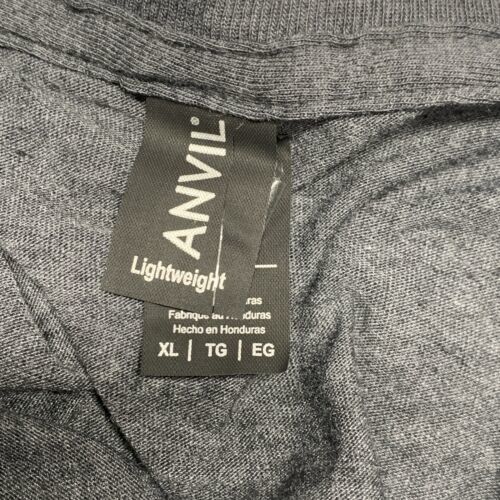 ANVIL®
Lightweight
Fabriqué au Honduras
Hecho en Honduras
XL | TG | EG